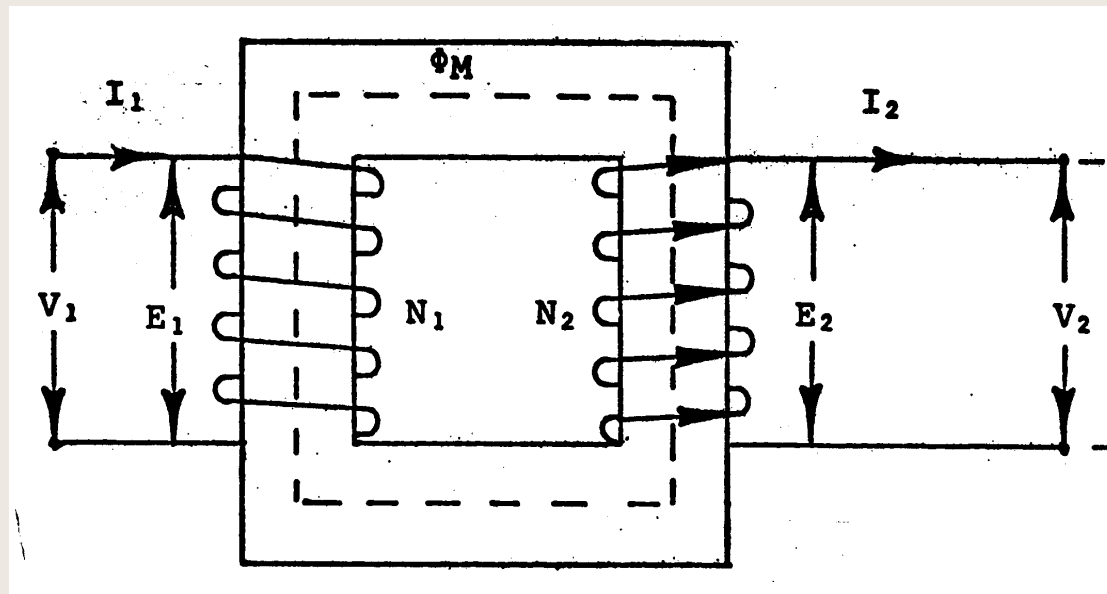 ΦM
I₁
I₂
V₁
E₁
N₁
N₂
E₂
V₂